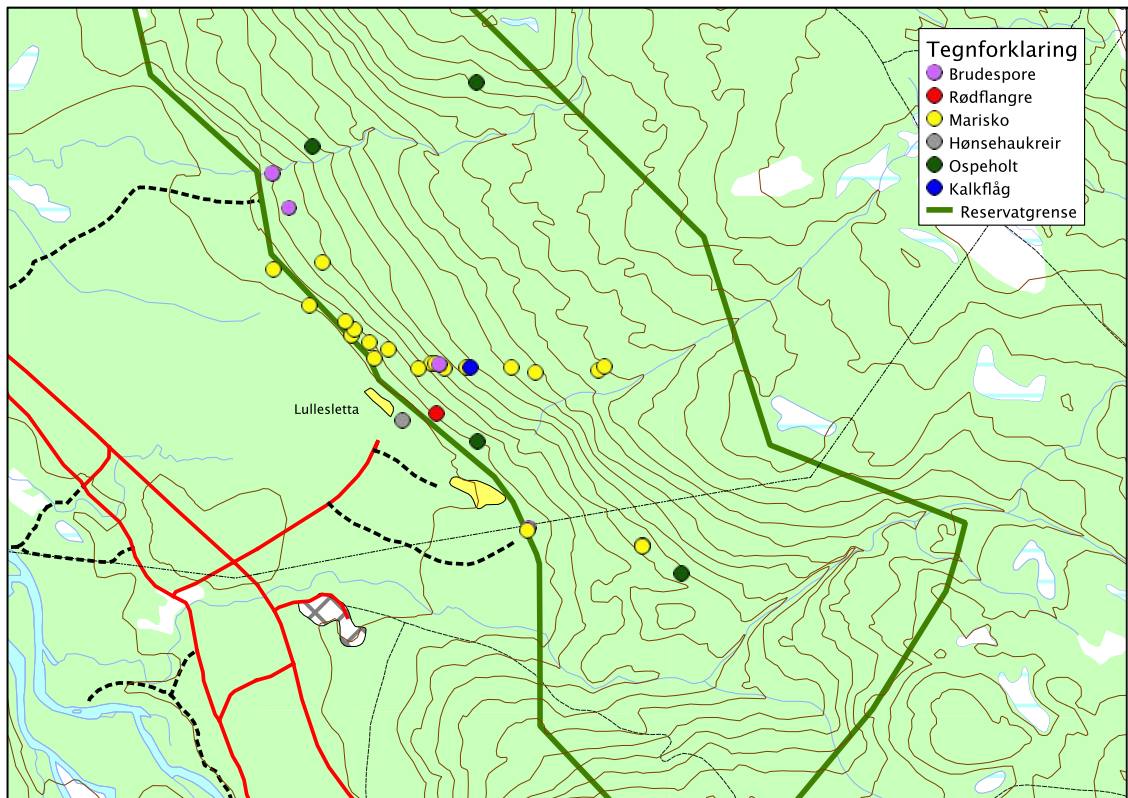 Tegnforklaring
Brudespore
Rødflangre
Marisko
Hønsehaukreir
Ospeholt
Kalkflåg
Reservatgrense
Lullesletta